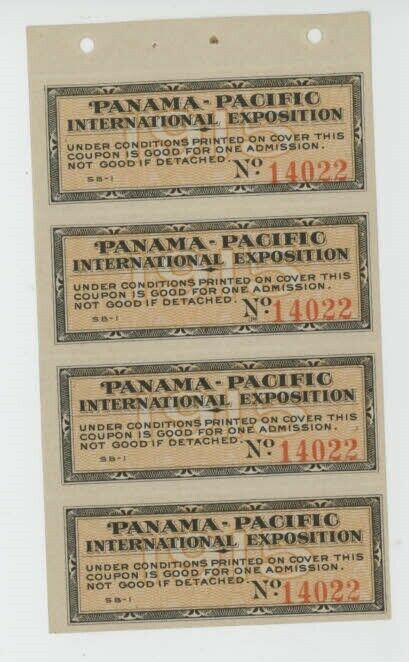 PANAMA-PACIFIC
INTERNATIONAL EXPOSITION
UNDER CONDITIONS PRINTED ON COVER THIS
COUPON IS GOOD FOR ONE ADMISSION.
NOT GOOD IF DETACHED. No. 14022
SB-1
PANAMA-PACIFIC
INTERNATIONAL EXPOSITION
UNDER CONDITIONS PRINTED ON COVER THIS
COUPON IS GOOD FOR ONE ADMISSION.
NOT GOOD IF DETACHED. No. 14022
SB-1
PANAMA-PACIFIC
INTERNATIONAL EXPOSITION
UNDER CONDITIONS PRINTED ON COVER THIS
COUPON IS GOOD FOR ONE ADMISSION.
NOT GOOD IF DETACHED. No. 14022
SB-1
PANAMA-PACIFIC
INTERNATIONAL EXPOSITION
UNDER CONDITIONS PRINTED ON COVER THIS
COUPON IS GOOD FOR ONE ADMISSION.
NOT GOOD IF DETACHED. No. 14022
SB-1